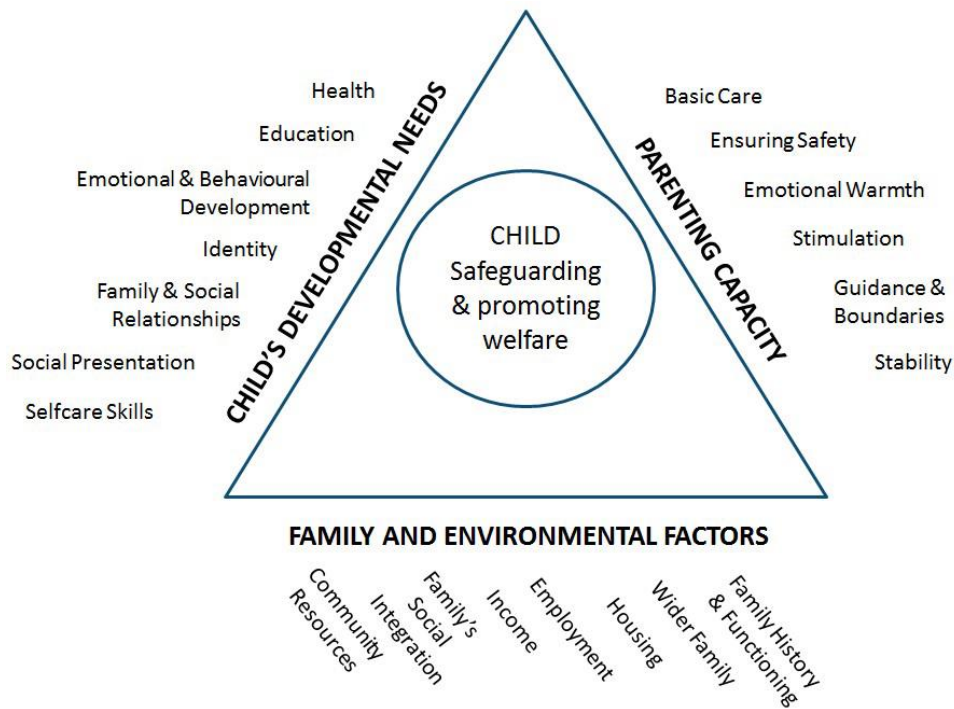 Health
Education
Emotional & Behavioural
Development
Identity
Family & Social
Relationships
Social Presentation
Selfcare Skills
CHILD'S DEVELOPMENTAL NEEDS
CHILD
Safeguarding
& promoting
welfare
PARENTING CAPACITY
Basic Care
Ensuring Safety
Emotional Warmth
Stimulation
Guidance &
Boundaries
Stability
FAMILY AND ENVIRONMENTAL FACTORS
Community
Resources
Family's
Social
Integration
Income
Employment
Housing
Wider Family
Family History
& Functioning